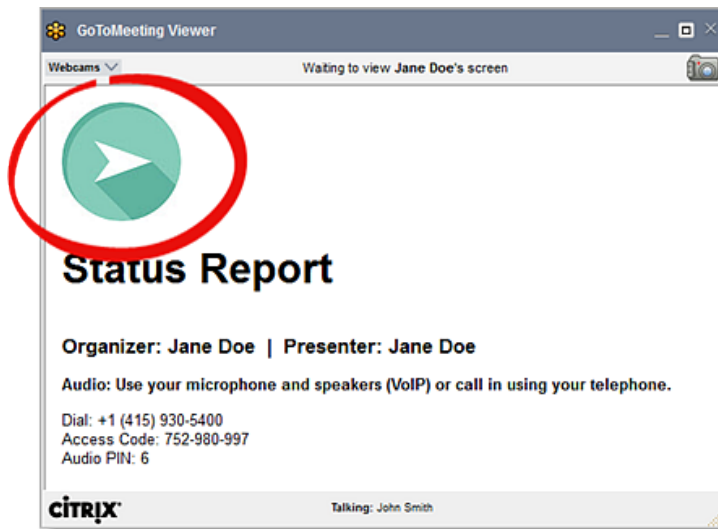 GoToMeeting Viewer
Webcams
Waiting to view Jane Doe's screen
Status Report
Organizer: Jane Doe | Presenter: Jane Doe
Audio: Use your microphone and speakers (VoIP) or call in using your telephone.
Dial: +1 (415) 930-5400
Access Code: 752-980-997
Audio PIN: 6
CİTRIX
Talking: John Smith